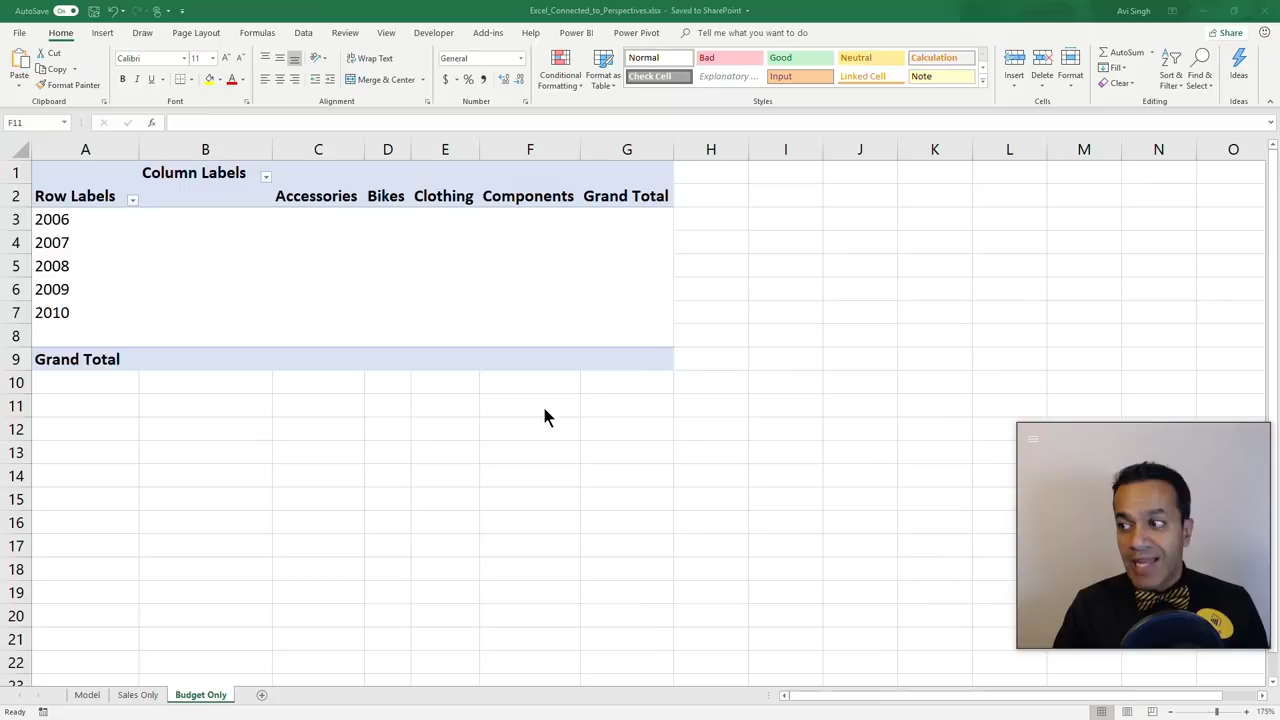 AutoSave On Excel_Connected_to_Perspectives.xlsx - Saved to SharePoint Avi Singh
File Home Insert Draw Page Layout Formulas Data Review View Developer Add-ins Help Power BI Power Pivot Tell me what you want to do Share
Cut Calibri 11 Wrap Text General Normal Bad Good Neutral Calculation AutoSum
Paste Copy Conditional Format as Insert Delete Format Fill Sort & Find & Ideas
Format Painter B I U Merge & Center $ % Formatting Table Check Cell Explanatory ... Input Linked Cell Note Clear Filter Select
Clipboard Font Alignment Number Styles Cells Editing Ideas
F11 fx
A B C D E F G H I J K L M N O
1 Column Labels
2 Row Labels Accessories Bikes Clothing Components Grand Total
3 2006
4 2007
5 2008
6 2009
7 2010
8
9 Grand Total
10
11
12
13
14
15
16
17
18
19
20
21
22
23
Model Sales Only Budget Only
Ready 175%